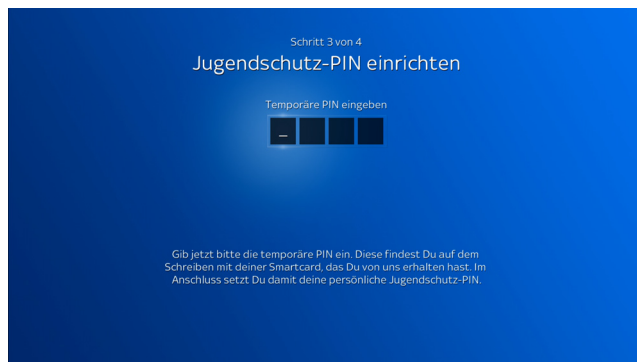 Schritt 3 von 4
Jugendschutz-PIN einrichten
Temporäre PIN eingeben
_
Gib jetzt bitte die temporäre PIN ein. Diese findest Du auf dem
Schreiben mit deiner Smartcard, das Du von uns erhalten hast. Im
Anschluss setzt Du damit deine persönliche Jugendschutz-PIN.